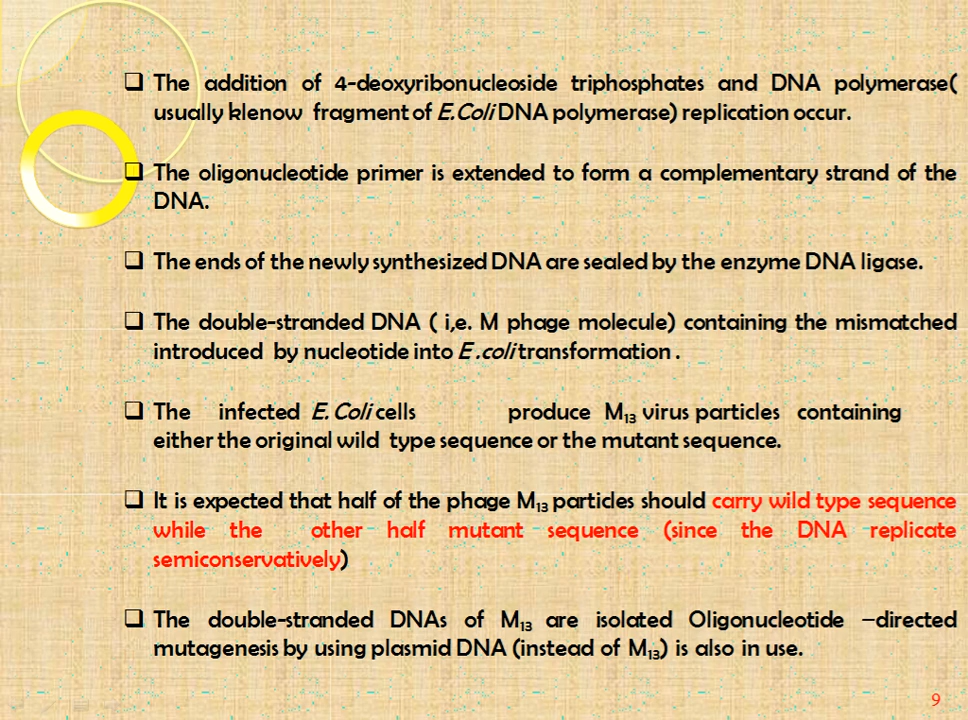 ❑ The addition of 4-deoxyribonucleoside triphosphates and DNA polymerase(
usually klenow fragment of E.Coli DNA polymerase) replication occur.
❑ The oligonucleotide primer is extended to form a complementary strand of the
DNA.
❑ The ends of the newly synthesized DNA are sealed by the enzyme DNA ligase.
❑ The double-stranded DNA ( i,e. M phage molecule) containing the mismatched
introduced by nucleotide into E .coli transformation .
❑ The infected E. Coli cells produce M₁₃ virus particles containing
either the original wild type sequence or the mutant sequence.
❑ It is expected that half of the phage M₁₃ particles should carry wild type sequence
while the other half mutant sequence (since the DNA replicate
semiconservatively)
❑ The double-stranded DNAs of M₁₃ are isolated Oligonucleotide –directed
mutagenesis by using plasmid DNA (instead of M₁₃) is also in use.
9